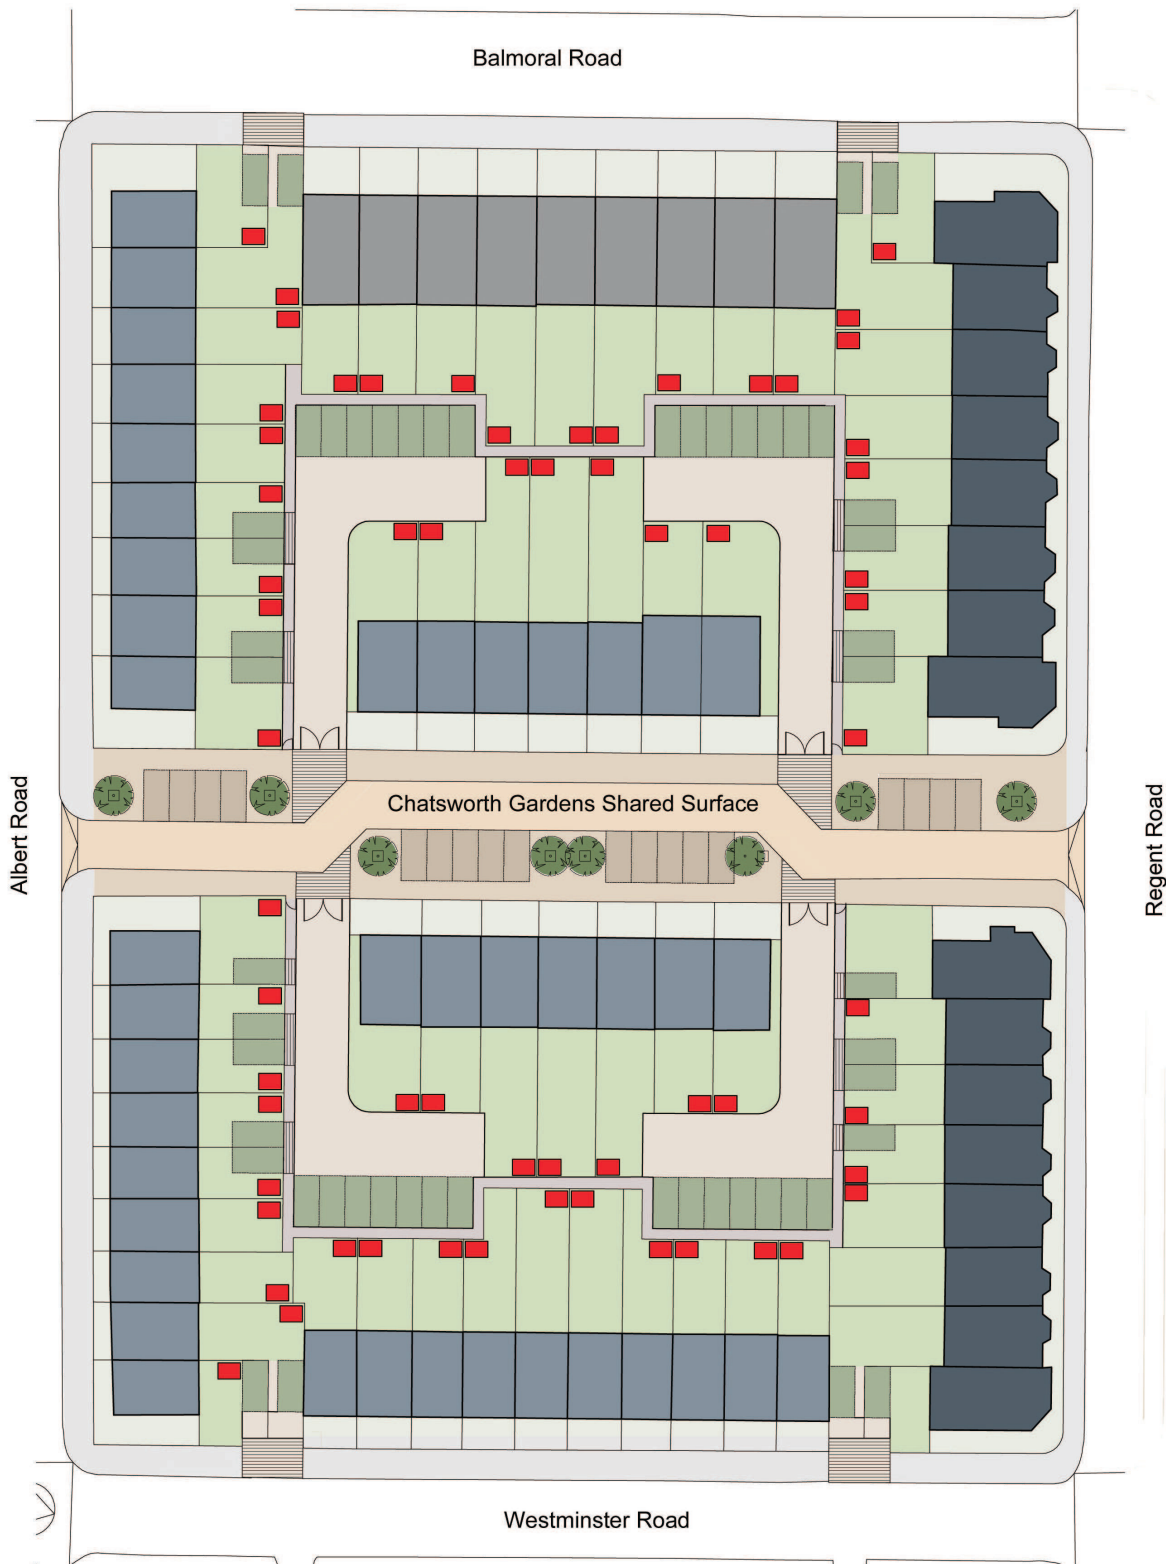 Balmoral Road
Albert Road
Chatsworth Gardens Shared Surface
Regent Road
Westminster Road